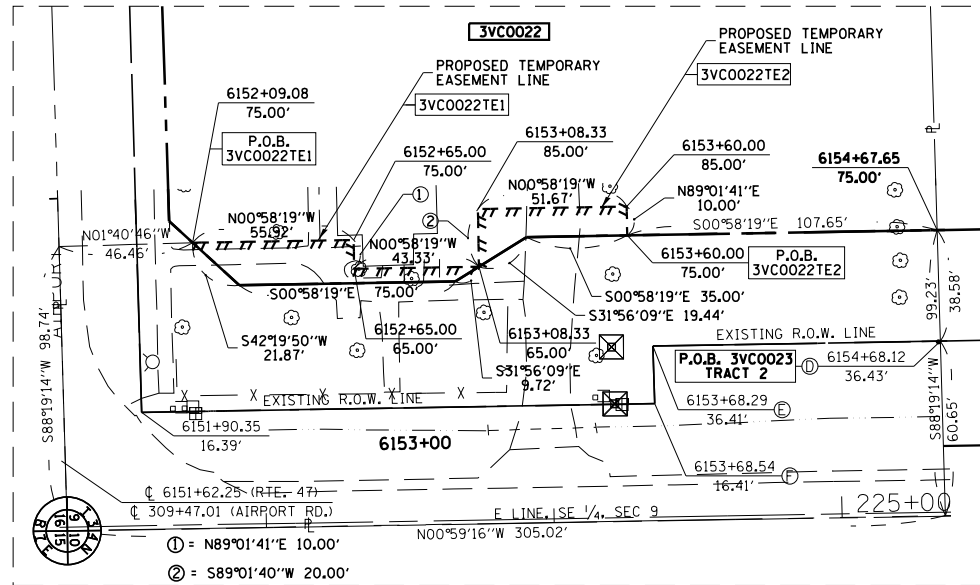 3VC0022
PROPOSED TEMPORARY
EASEMENT LINE
3VC0022TE2
PROPOSED TEMPORARY
EASEMENT LINE
3VC0022TE1
6152+09.08
75.00'
P.O.B.
3VC0022TE1
6153+08.33
85.00'
6152+65.00
75.00'
6153+60.00
85.00'
6154+67.65
75.00'
①
②
N00°58'19"W
51.67'
N89°01'41"E
10.00'
N00°58'19"W
55.92'
S00°58'19"E 107.65'
N01°40'46"W
46.46'
N00°58'19"W
43.33'
6153+60.00
75.00'
P.O.B.
3VC0022TE2
S00°58'19"E 75.00'
S00°58'19"E 35.00'
S31°56'09"E 19.44'
99.23'
38.58'
S88°19'14"W 98.74'
S42°19'50"W
21.87'
6152+65.00
65.00'
6153+08.33
65.00'
S31°56'09"E
9.72'
EXISTING R.O.W. LINE
P.O.B. 3VC0023
TRACT 2
D
6154+68.12
36.43'
X X X X X
EXISTING R.O.W. LINE
6153+68.29
36.41'
E
6151+90.35
16.39'
6153+00
S88°19'14"W
60.65'
6153+68.54
16.41'
F
℄ 6151+62.25 (RTE. 47)
℄ 309+47.01 (AIRPORT RD.)
E LINE, SE ¼, SEC 9
225+00
N00°59'16"W 305.02'
T 34 N
9 10
16 15
R 7 E
① = N89°01'41"E 10.00'
② = S89°01'40"W 20.00'